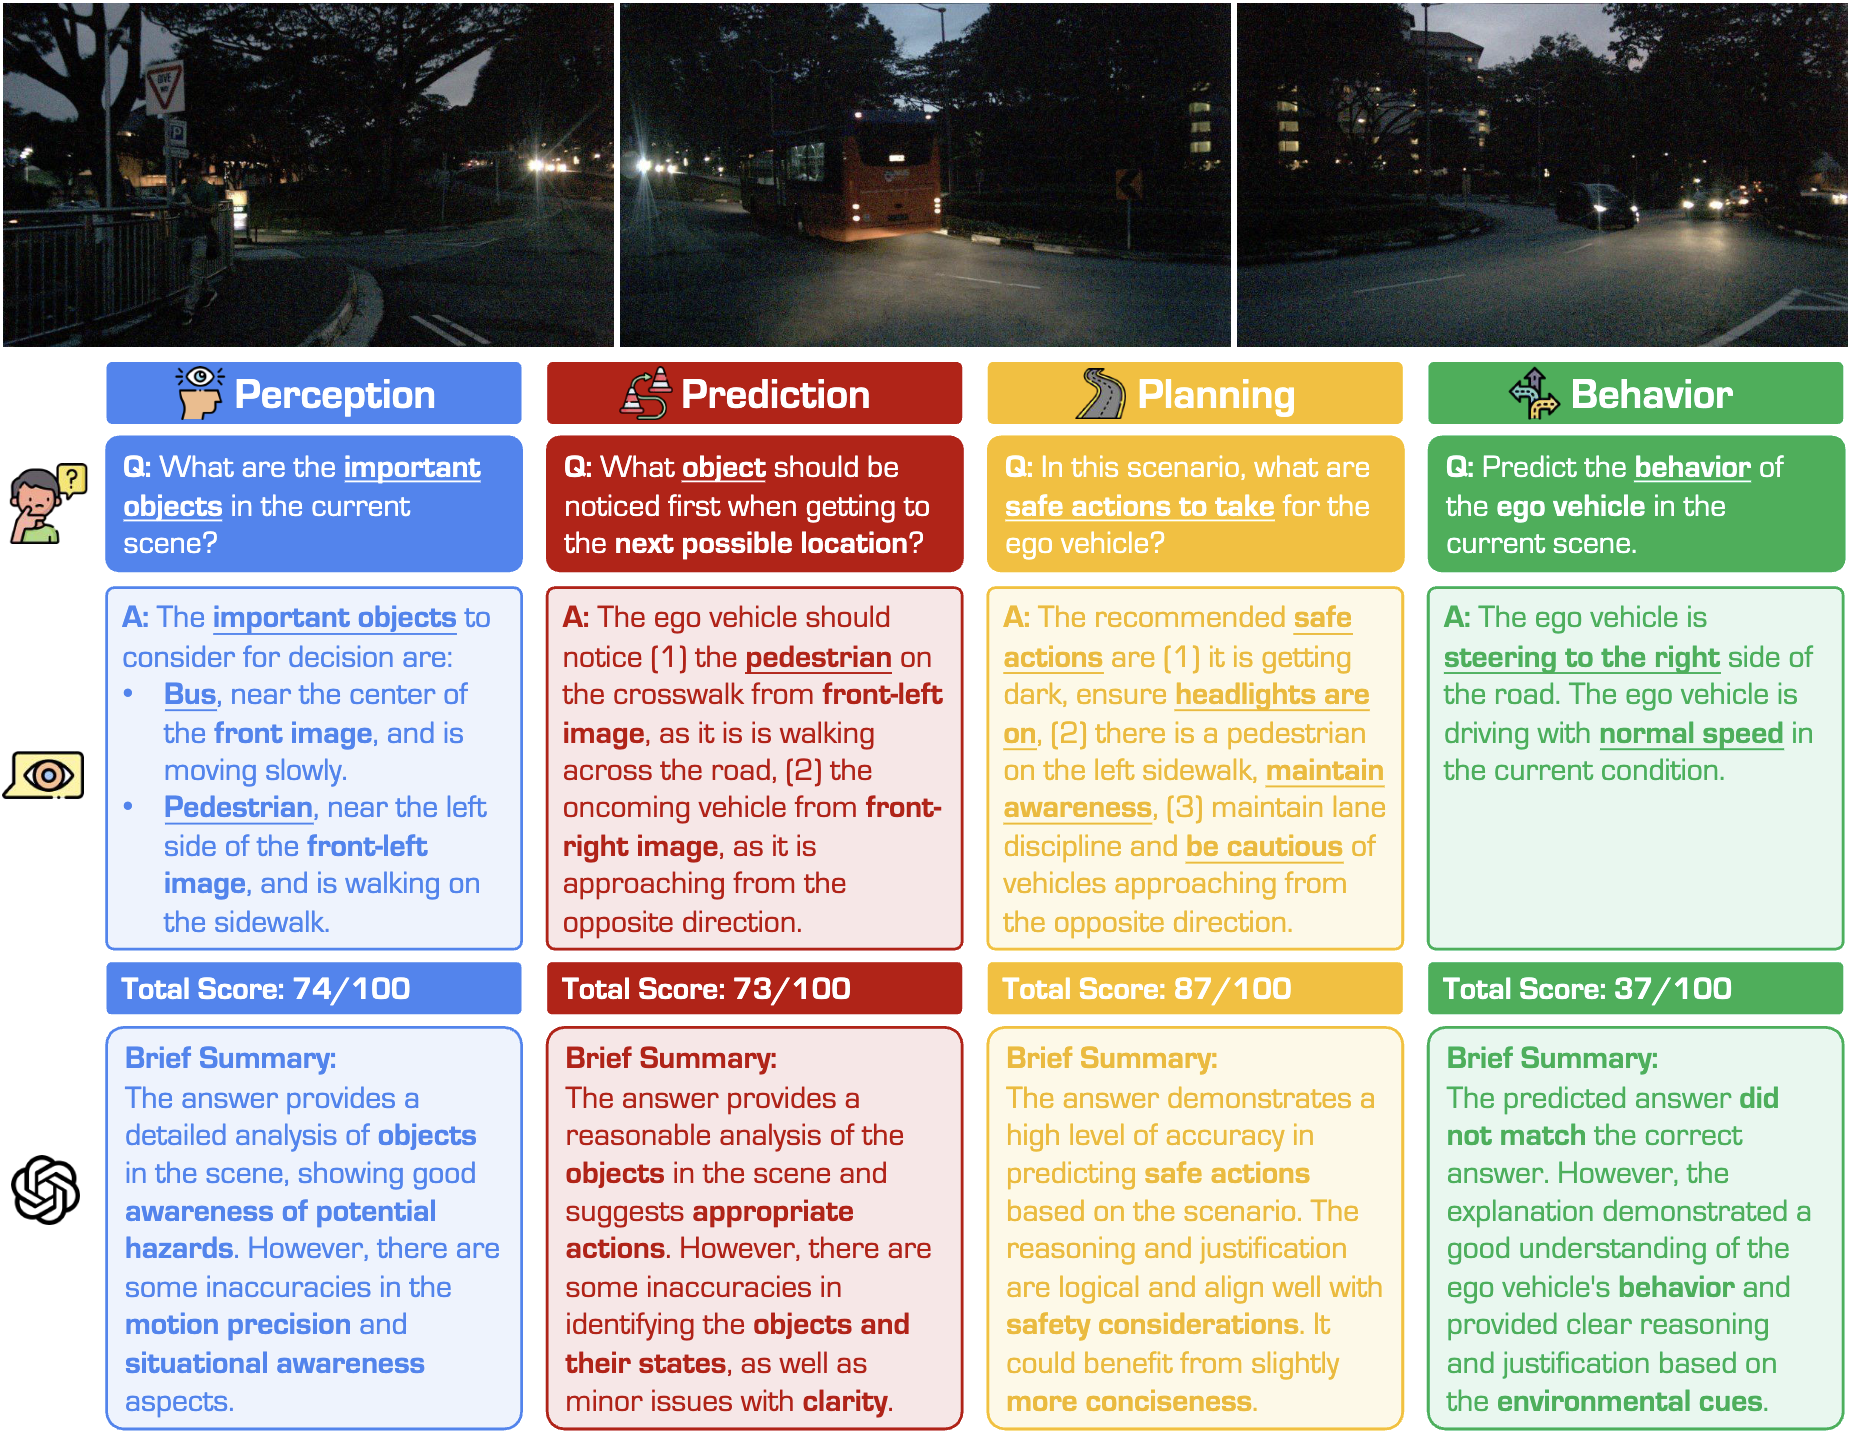 GIVE
WAY
P
Perception
Q: What are the important
objects in the current
scene?
A: The important objects to
consider for decision are:
• Bus, near the center of
the front image, and is
moving slowly.
• Pedestrian, near the left
side of the front-left
image, and is walking on
the sidewalk.
Total Score: 74/100
Brief Summary:
The answer provides a
detailed analysis of objects
in the scene, showing good
awareness of potential
hazards. However, there are
some inaccuracies in the
motion precision and
situational awareness
aspects.
Prediction
Q: What object should be
noticed first when getting to
the next possible location?
A: The ego vehicle should
notice (1) the pedestrian on
the crosswalk from front-left
image, as it is is walking
across the road, (2) the
oncoming vehicle from front-
right image, as it is
approaching from the
opposite direction.
Total Score: 73/100
Brief Summary:
The answer provides a
reasonable analysis of the
objects in the scene and
suggests appropriate
actions. However, there are
some inaccuracies in
identifying the objects and
their states, as well as
minor issues with clarity.
Planning
Q: In this scenario, what are
safe actions to take for the
ego vehicle?
A: The recommended safe
actions are (1) it is getting
dark, ensure headlights are
on, (2) there is a pedestrian
on the left sidewalk, maintain
awareness, (3) maintain lane
discipline and be cautious of
vehicles approaching from
the opposite direction.
Total Score: 87/100
Brief Summary:
The answer demonstrates a
high level of accuracy in
predicting safe actions
based on the scenario. The
reasoning and justification
are logical and align well with
safety considerations. It
could benefit from slightly
more conciseness.
Behavior
Q: Predict the behavior of
the ego vehicle in the
current scene.
A: The ego vehicle is
steering to the right side of
the road. The ego vehicle is
driving with normal speed in
the current condition.
Total Score: 37/100
Brief Summary:
The predicted answer did
not match the correct
answer. However, the
explanation demonstrated a
good understanding of the
ego vehicle's behavior and
provided clear reasoning
and justification based on
the environmental cues.
?